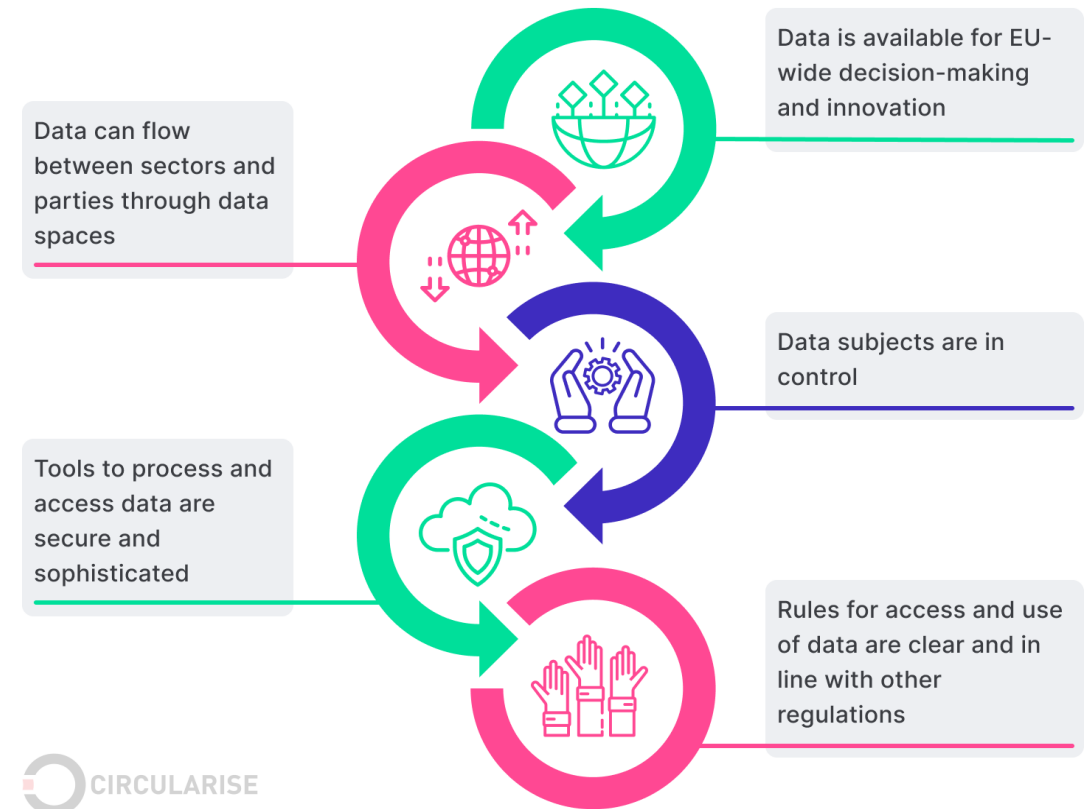 Data is available for EU-
wide decision-making
and innovation
Data can flow
between sectors and
parties through data
spaces
Data subjects are in
control
Tools to process and
access data are
secure and
sophisticated
Rules for access and use
of data are clear and in
line with other
regulations
CIRCULARISE